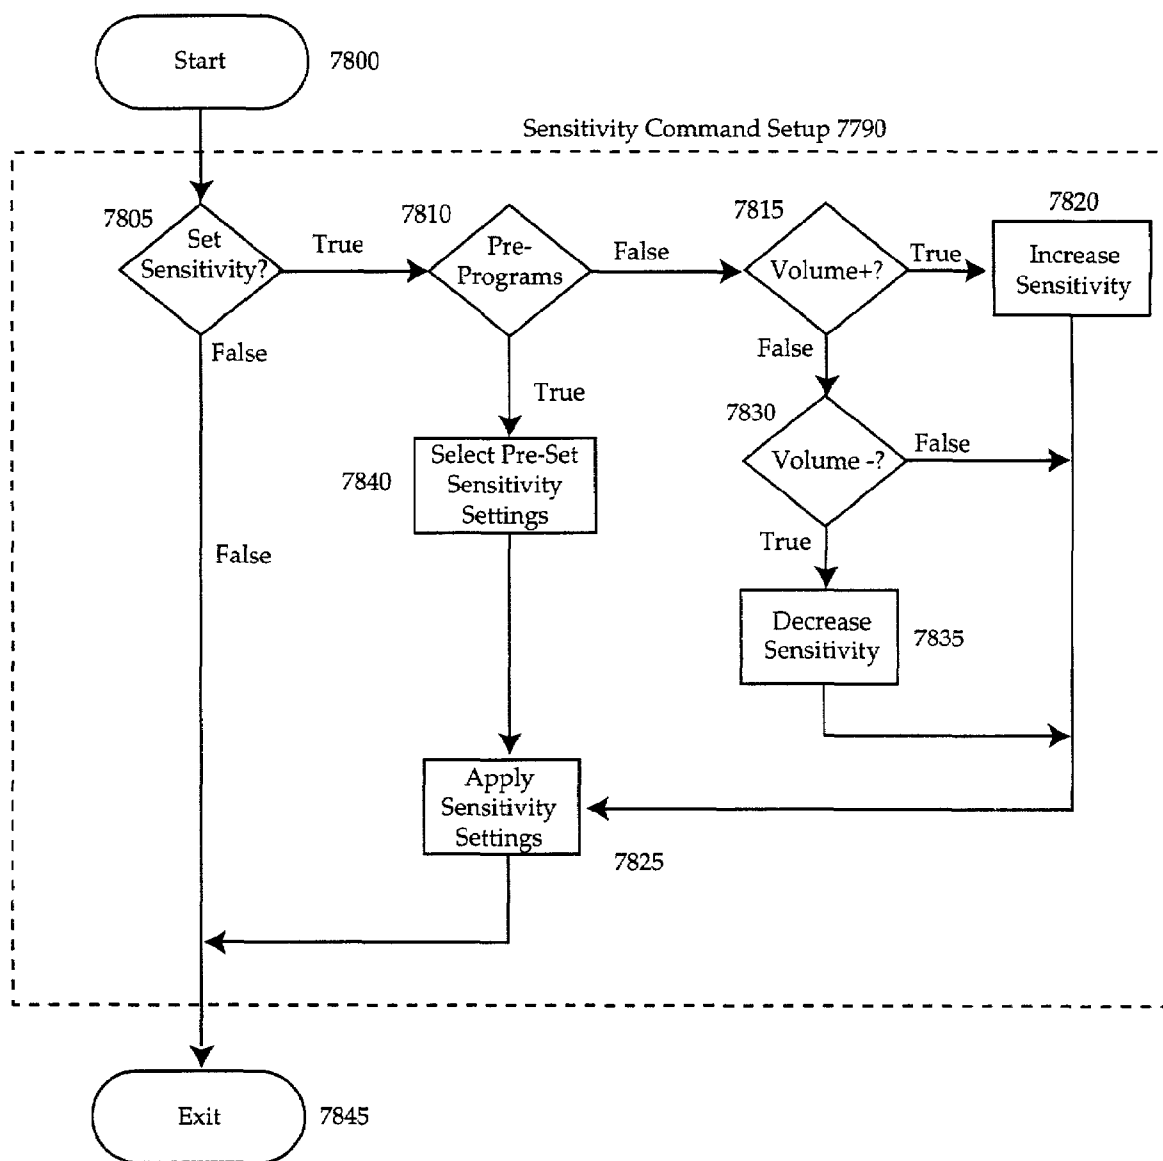 Start
7800
Sensitivity Command Setup 7790
7805
Set
Sensitivity?
True
7810
Pre-
Programs
False
7815
Volume+?
True
7820
Increase
Sensitivity
False
True
False
7830
Volume -?
False
7840
Select Pre-Set
Sensitivity
Settings
False
True
Decrease
Sensitivity
7835
Apply
Sensitivity
Settings
7825
Exit
7845